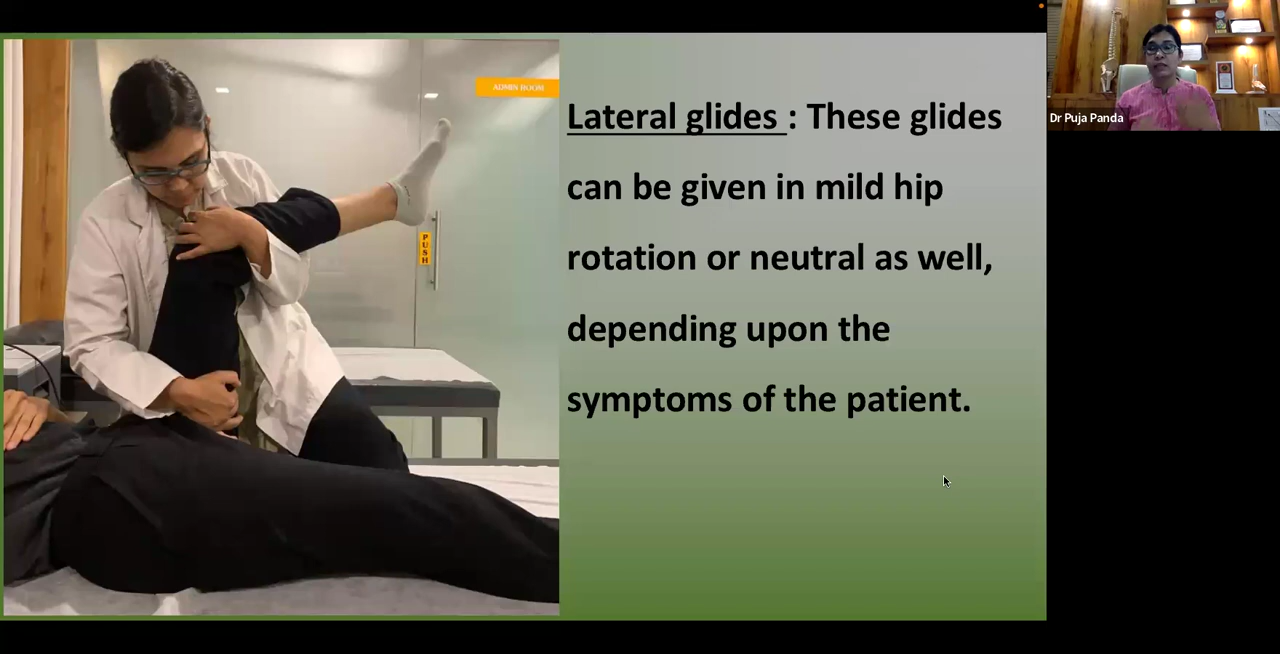 ADMIN ROOM
PUSH
Lateral glides : These glides
can be given in mild hip
rotation or neutral as well,
depending upon the
symptoms of the patient.
Dr Puja Panda